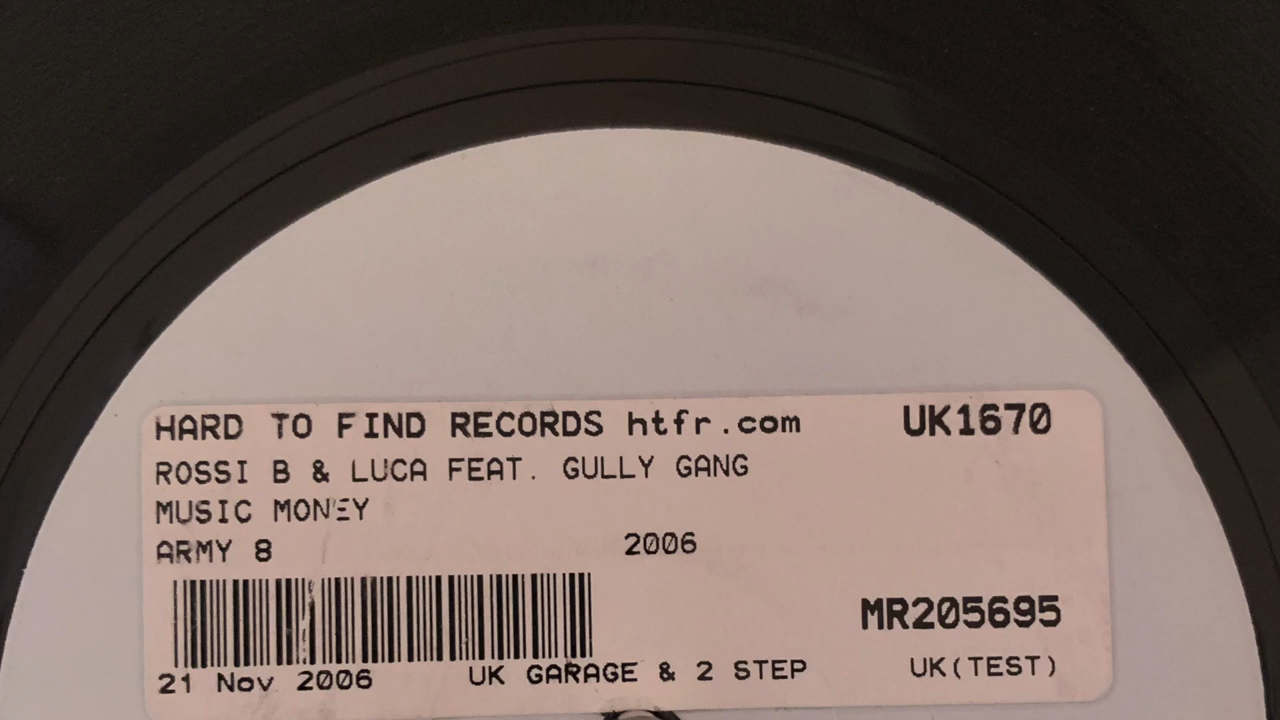 HARD TO FIND RECORDS htfr.com UK1670
ROSSI B & LUCA FEAT. GULLY GANG
MUSIC MONEY
ARMY 8 2006
MR205695
21 Nov 2006 UK GARAGE & 2 STEP UK(TEST)